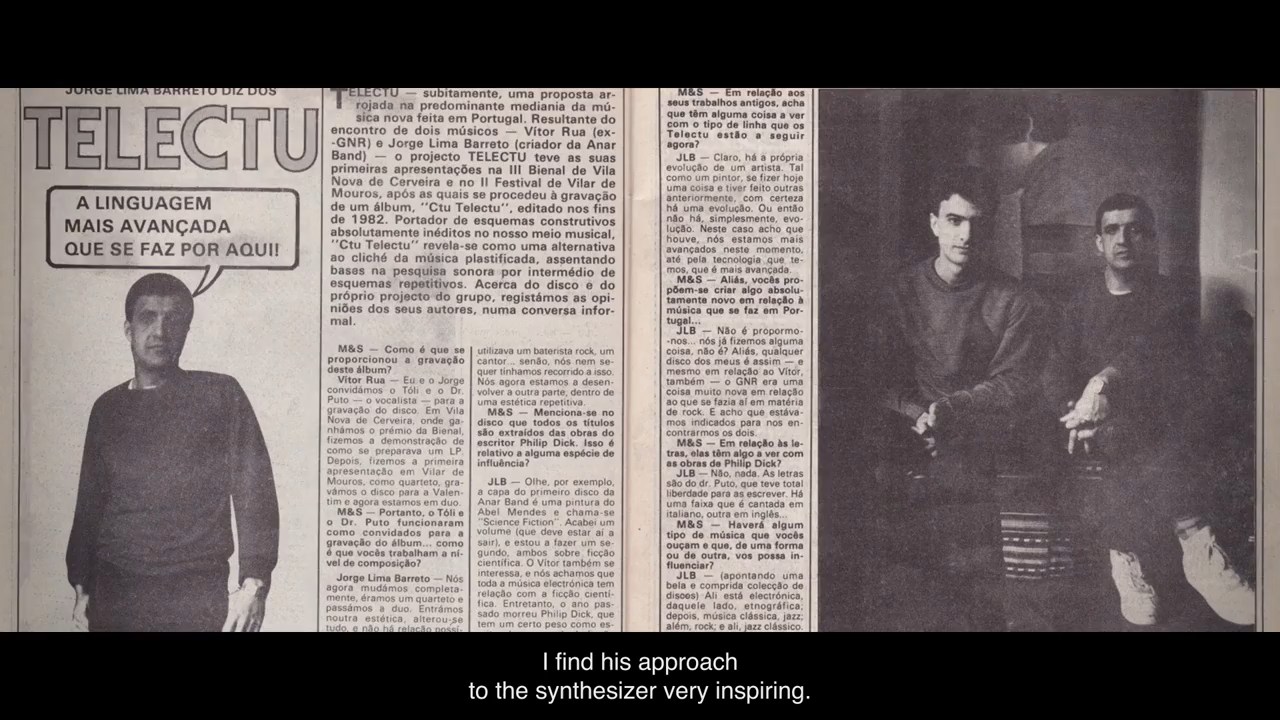 JORGE LIMA BARRETO DIZ DOS
TELECTU
A LINGUAGEM
MAIS AVANÇADA
QUE SE FAZ POR AQUI!
TELECTU — subitamente, uma proposta ar-
rojada na predominante mediania da mú-
sica nova feita em Portugal. Resultante do
encontro de dois músicos — Vítor Rua (ex-
-GNR) e Jorge Lima Barreto (criador da Anar
Band) — o projecto TELECTU teve as suas
primeiras apresentações na III Bienal de Vila
Nova de Cerveira e no II Festival de Vilar de
Mouros, após as quais se procedeu à gravação
de um álbum, "Ctu Telectu", editado nos fins
de 1982. Portador de esquemas construtivos
absolutamente inéditos no nosso meio musical,
"Ctu Telectu" revela-se como uma alternativa
ao cliché da música plastificada, assentando
bases na pesquisa sonora por intermédio de
esquemas repetitivos. Acerca do disco e do
próprio projecto do grupo, registámos as opi-
niões dos seus autores, numa conversa infor-
mal.
M&S — Como é que se
proporcionou a gravação
deste álbum?
Vítor Rua — Eu e o Jorge
convidámos o Tóli e o Dr.
Puto — o vocalista — para a
gravação do disco. Em Vila
Nova de Cerveira, onde ga-
nhámos o prémio da Bienal,
fizemos a demonstração de
como se preparava um LP.
Depois, fizemos a primeira
apresentação em Vilar de
Mouros, como quarteto, gra-
vámos o disco para a Valen-
tim e agora estamos em duo.
M&S — Portanto, o Tóli e
o Dr. Puto funcionaram
como convidados para a
gravação do álbum... como
é que vocês trabalham a ní-
vel de composição?
Jorge Lima Barreto — Nós
agora mudámos completa-
mente, éramos um quarteto e
passámos a duo. Entrámos
noutra estética, alterou-se
tudo, e não há relação possí-
utilizava um baterista rock, um
cantor... senão, nós nem se-
quer tínhamos recorrido a isso.
Nós agora estamos a desen-
volver a outra parte, dentro de
uma estética repetitiva.
M&S — Menciona-se no
disco que todos os títulos
são extraídos das obras do
escritor Philip Dick. Isso é
relativo a alguma espécie de
influência?
JLB — Olhe, por exemplo,
a capa do primeiro disco da
Anar Band é uma pintura do
Abel Mendes e chama-se
"Science Fiction". Acabei um
volume (que deve estar aí a
sair), e estou a fazer um se-
gundo, ambos sobre ficção
científica. O Vítor também se
interessa, e nós achamos que
toda a música electrónica tem
relação com a ficção cientí-
fica. Entretanto, o ano pas-
sado morreu Philip Dick, que
tem um certo peso como es-
M&S — Em relação aos
seus trabalhos antigos, acha
que têm alguma coisa a ver
com o tipo de linha que os
Telectu estão a seguir
agora?
JLB — Claro, há a própria
evolução de um artista. Tal
como um pintor, se fizer hoje
uma coisa e tiver feito outras
anteriormente, com certeza
há uma evolução. Ou então
não há, simplesmente, evo-
lução. Neste caso acho que
houve, nós estamos mais
avançados neste momento,
até pela tecnologia que te-
mos, que é mais avançada.
M&S — Aliás, vocês pro-
põem-se criar algo absolu-
tamente novo em relação à
música que se faz em Por-
tugal...
JLB — Não é propormo-
-nos... nós já fizemos alguma
coisa, não é? Aliás, qualquer
disco dos meus é assim — e
mesmo em relação ao Vítor,
também — o GNR era uma
coisa muito nova em relação
ao que se fazia aí em matéria
de rock. E acho que estáva-
mos indicados para nos en-
contrarmos os dois.
M&S — Em relação às le-
tras, elas têm algo a ver com
as obras de Philip Dick?
JLB — Não, nada. As letras
são do dr. Puto, que teve total
liberdade para as escrever. Há
uma faixa que é cantada em
italiano, outra em inglês...
M&S — Haverá algum
tipo de música que vocês
ouçam e que, de uma forma
ou de outra, vos possa in-
fluenciar?
JLB — (apontando uma
bela e comprida colecção de
discos) Ali está electrónica,
daquele lado, etnográfica;
depois, música clássica, jazz;
além, rock; e ali, jazz clássico.
I find his approach
to the synthesizer very inspiring.